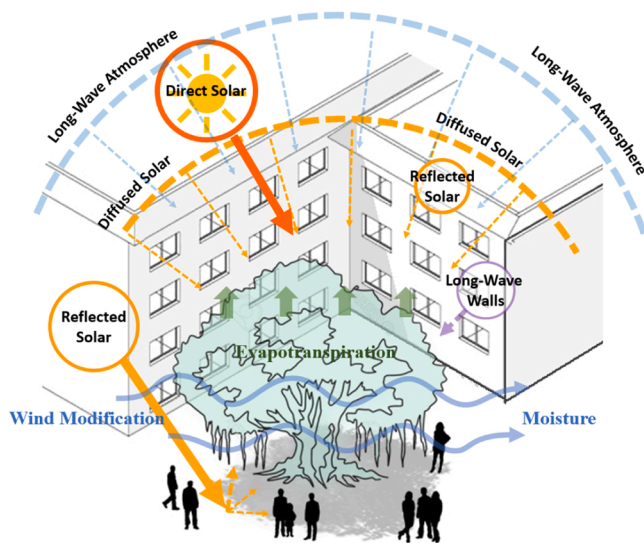 Long-Wave Atmosphere
Long-Wave Atmosphere
Direct Solar
Diffused Solar
Diffused Solar
Reflected
Solar
Long-Wave
Walls
Reflected
Solar
Evapotranspiration
Wind Modification
Moisture